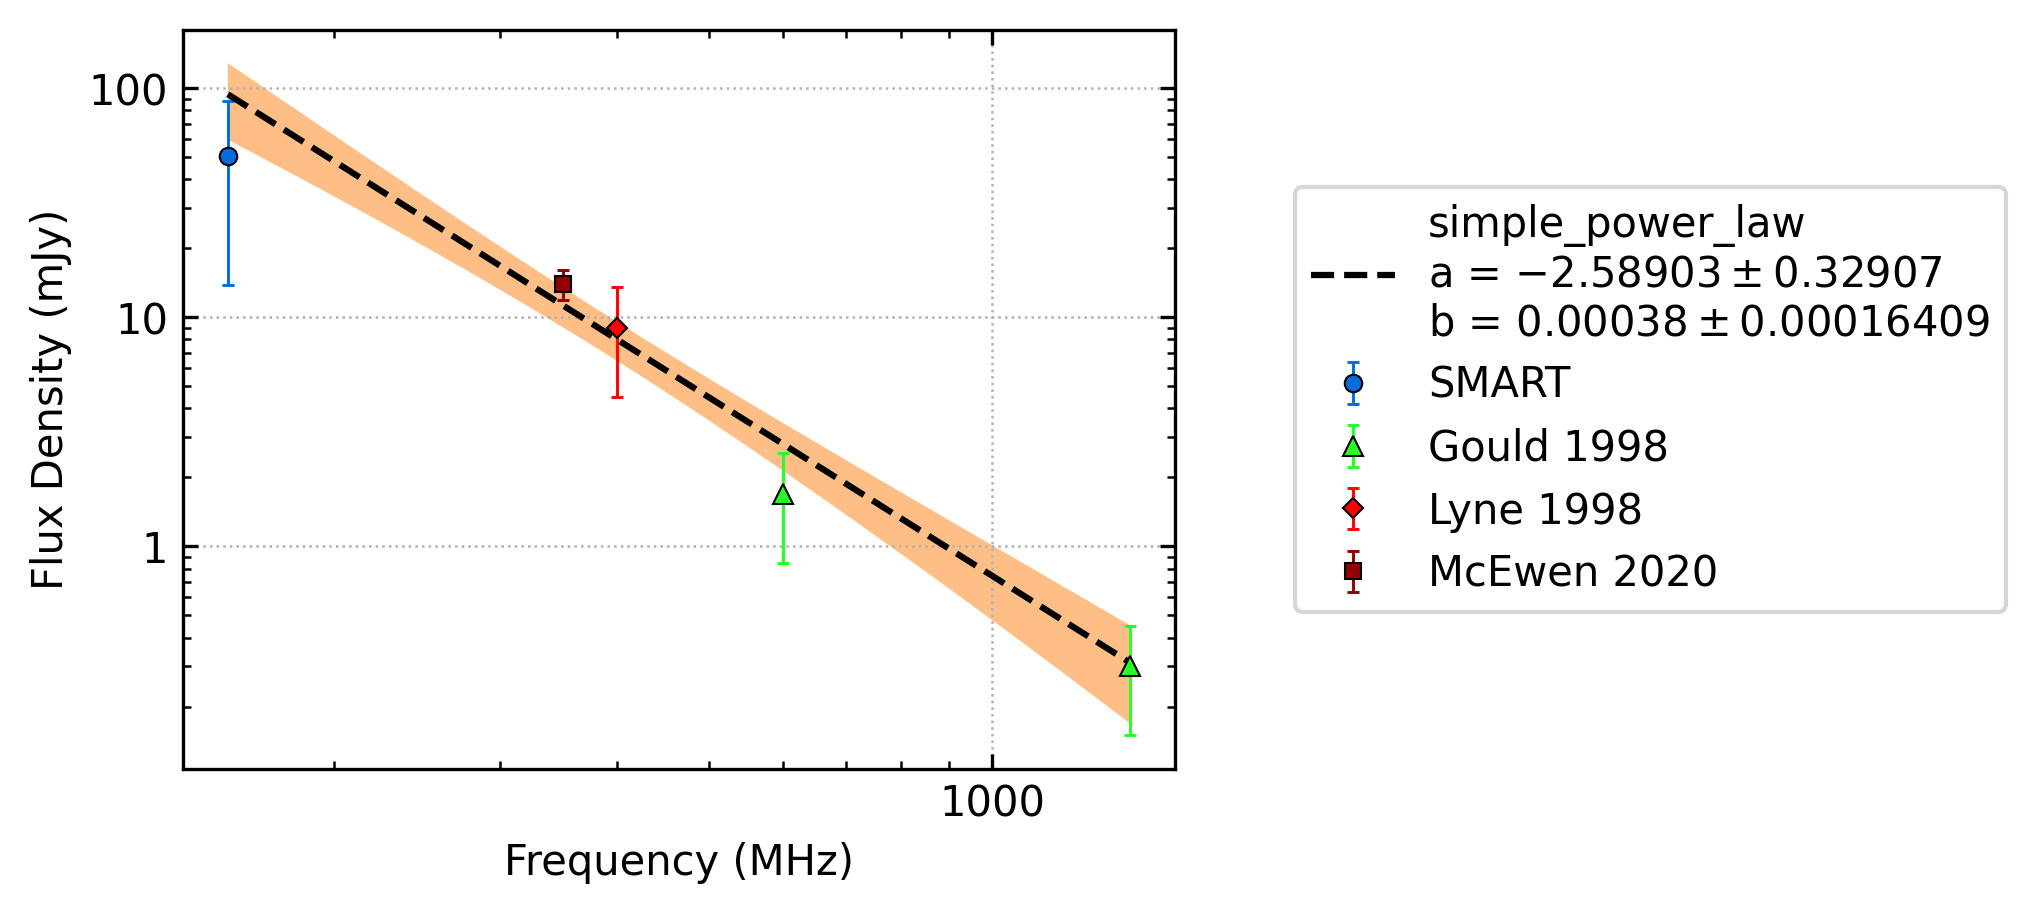 100
10
1
Flux Density (mJy)
1000
Frequency (MHz)
simple_power_law
a = −2.58903 ± 0.32907
b = 0.00038 ± 0.00016409
SMART
Gould 1998
Lyne 1998
McEwen 2020